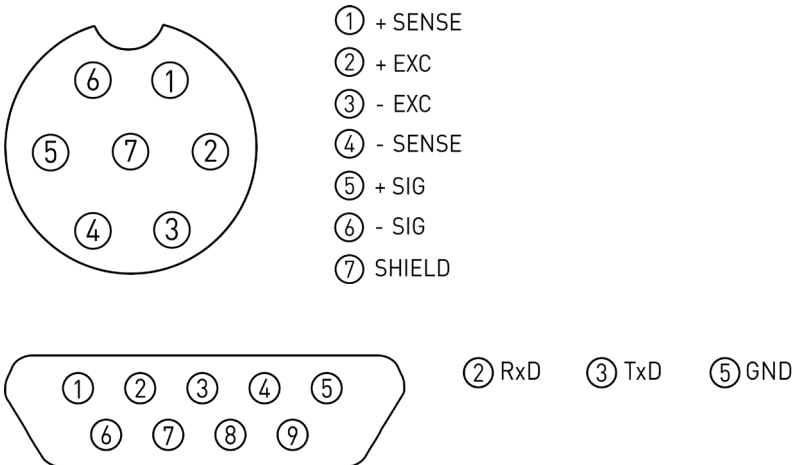 6 1
5 7 2
4 3
1 + SENSE
2 + EXC
3 - EXC
4 - SENSE
5 + SIG
6 - SIG
7 SHIELD
1 2 3 4 5
6 7 8 9
2 RxD 3 TxD 5 GND